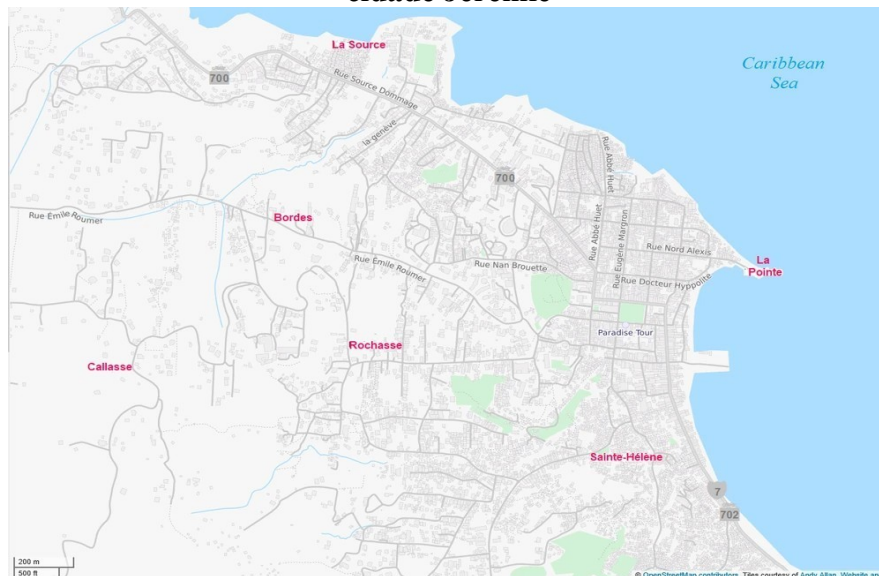 La Source
Caribbean
Sea
700
Rue Source Dommage
la genêve
Rue Abbé Huet
700
Rue Émile Roumer
Bordes
Rue Abbé Huet
Rue Eugène Margron
Rue Nord Alexis
La
Pointe
Rue Émile Roumer
Rue Nan Brouette
Rue Docteur Hyppolite
Paradise Tour
Rochasse
Callasse
Sainte-Hélène
7
702
200 m
500 ft
© OpenStreetMap contributors. Tiles courtesy of Andy Allan. Website an